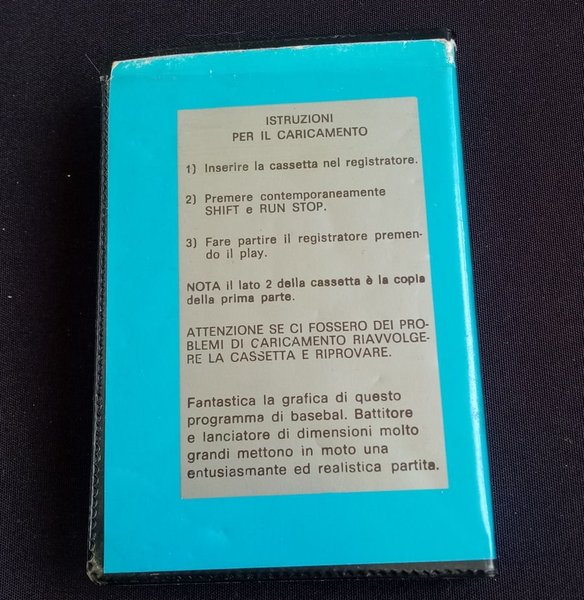 ISTRUZIONI
PER IL CARICAMENTO
1) Inserire la cassetta nel registratore.
2) Premere contemporaneamente
SHIFT e RUN STOP.
3) Fare partire il registratore premen-
do il play.
NOTA il lato 2 della cassetta è la copia
della prima parte.
ATTENZIONE SE CI FOSSERO DEI PRO-
BLEMI DI CARICAMENTO RIAVVOLGE-
RE LA CASSETTA E RIPROVARE.
Fantastica la grafica di questo
programma di basebal. Battitore
e lanciatore di dimensioni molto
grandi mettono in moto una
entusiasmante ed realistica partita.